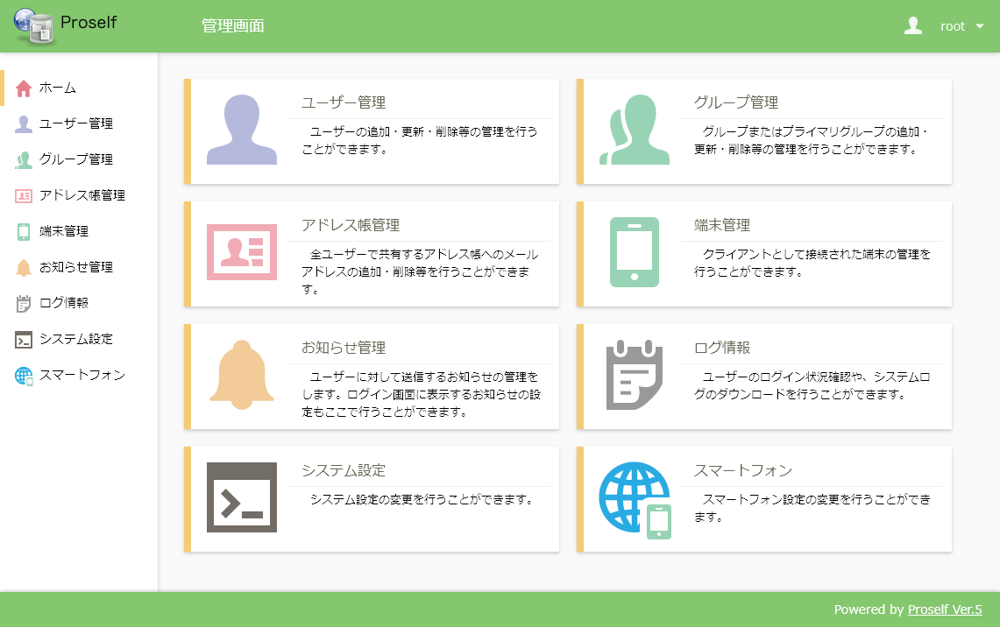 Proself
管理画面
root
ホーム
ユーザー管理
グループ管理
アドレス帳管理
端末管理
お知らせ管理
ログ情報
システム設定
スマートフォン
ユーザー管理
ユーザーの追加・更新・削除等の管理を行う
ことができます。
グループ管理
グループまたはプライマリグループの追加・
更新・削除等の管理を行うことができます。
アドレス帳管理
全ユーザーで共有するアドレス帳へのメール
アドレスの追加・削除等を行うことができま
す。
端末管理
クライアントとして接続された端末の管理を
行うことができます。
お知らせ管理
ユーザーに対して送信するお知らせの管理を
します。ログイン画面に表示するお知らせの設
定もここで行うことができます。
ログ情報
ユーザーのログイン状況確認や、システムロ
グのダウンロードを行うことができます。
システム設定
システム設定の変更を行うことができます。
スマートフォン
スマートフォン設定の変更を行うことができ
ます。
Powered by Proself Ver.5